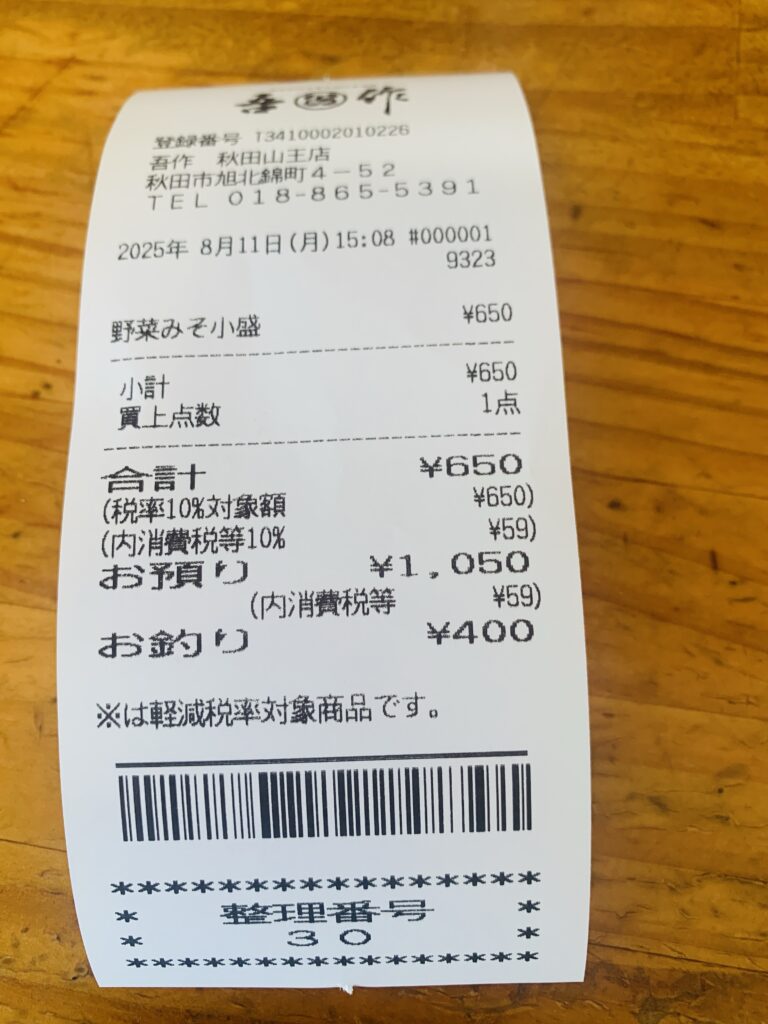 吾作
登録番号 T3410002010226
吾作 秋田山王店
秋田市旭北錦町4-52
TEL 018-865-5391
2025年 8月11日(月)15:08 #000001
9323
野菜みそ小盛 ¥650
小計 ¥650
買上点数 1点
合計 ¥650
(税率10%対象額 ¥650)
(内消費税等10% ¥59)
お預り ¥1,050
(内消費税等 ¥59)
お釣り ¥400
※は軽減税率対象商品です。
****************
* 整理番号 *
* 30 *
****************